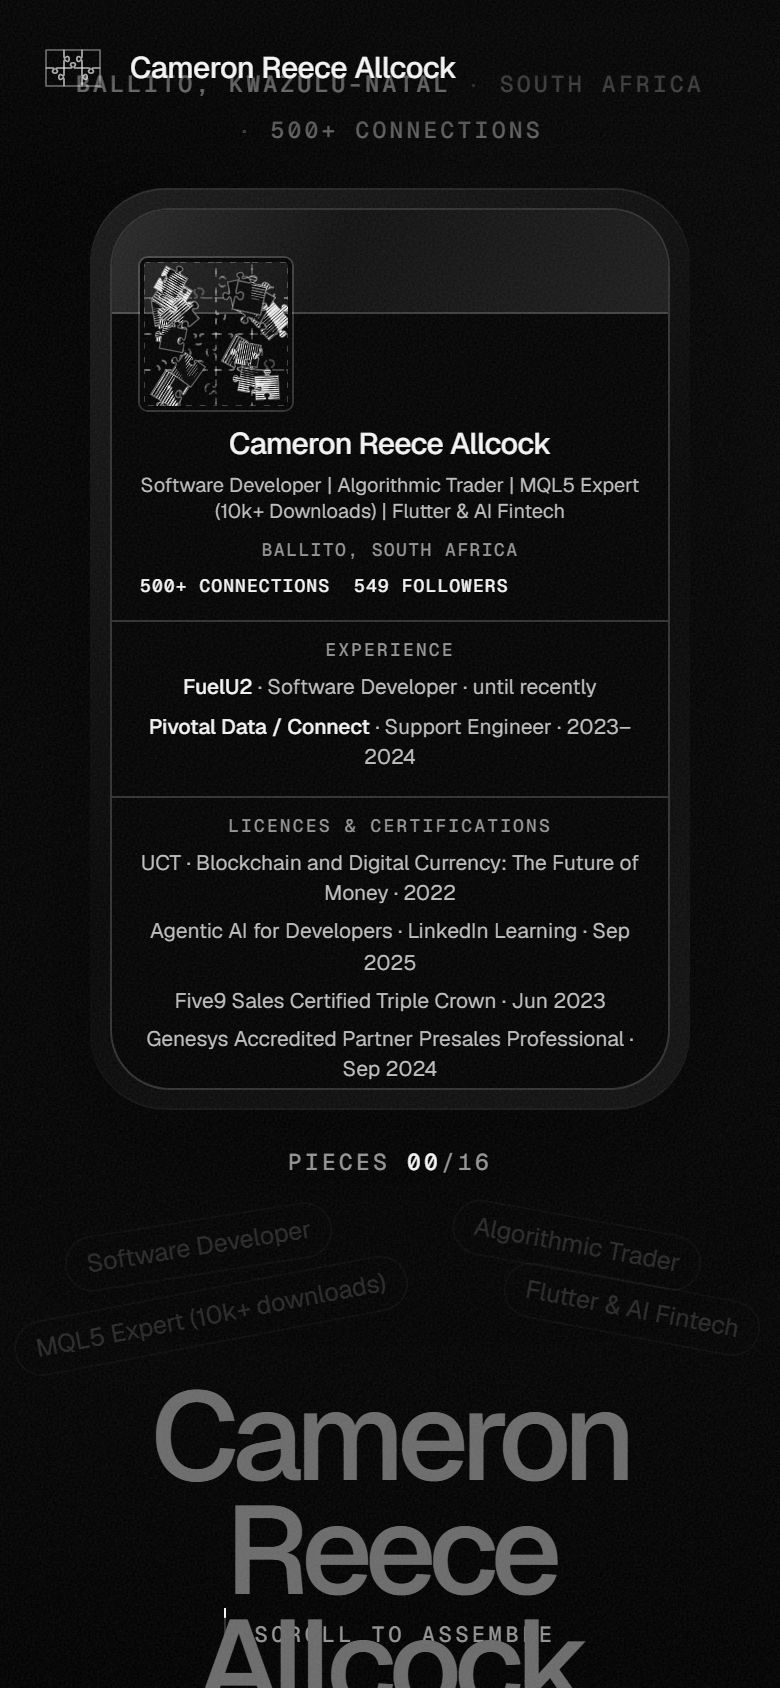 Cameron Reece Allcock
BALLITO, KWAZULU-NATAL · SOUTH AFRICA
· 500+ CONNECTIONS
Cameron Reece Allcock
Software Developer | Algorithmic Trader | MQL5 Expert
(10k+ Downloads) | Flutter & AI Fintech
BALLITO, SOUTH AFRICA
500+ CONNECTIONS 549 FOLLOWERS
EXPERIENCE
FuelU2 · Software Developer · until recently
Pivotal Data / Connect · Support Engineer · 2023–
2024
LICENCES & CERTIFICATIONS
UCT · Blockchain and Digital Currency: The Future of
Money · 2022
Agentic AI for Developers · LinkedIn Learning · Sep
2025
Five9 Sales Certified Triple Crown · Jun 2023
Genesys Accredited Partner Presales Professional ·
Sep 2024
PIECES 00/16
Software Developer
Algorithmic Trader
MQL5 Expert (10k+ downloads)
Flutter & AI Fintech
Cameron
Reece
Allcock
SCROLL TO ASSEMBLE